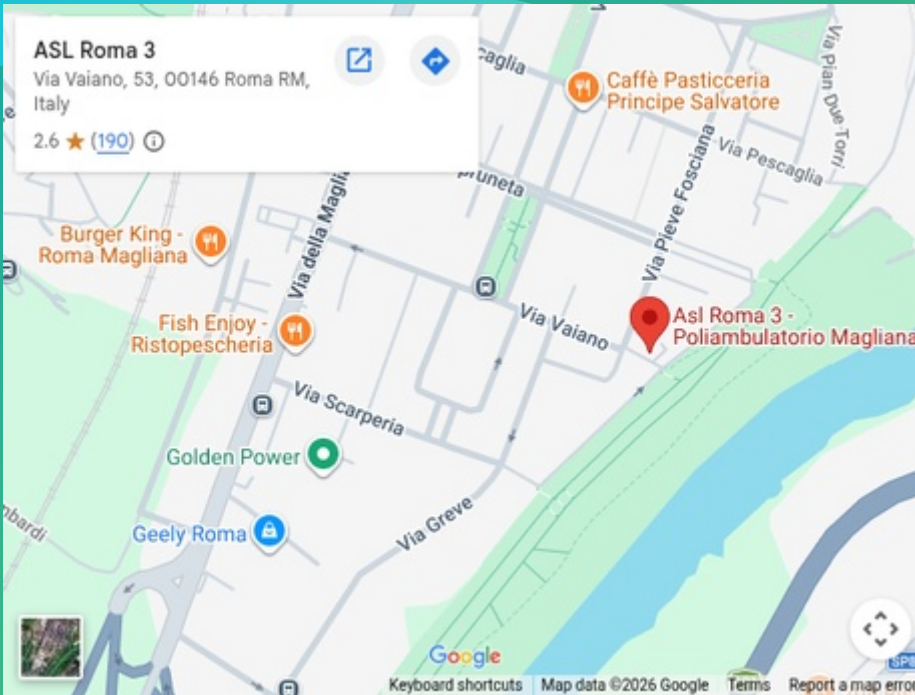 ASL Roma 3
Via Vaiano, 53, 00146 Roma RM,
Italy
2.6 ★ (190)
caglia
Caffè Pasticceria
Principe Salvatore
Via Pian Due Torri
Via Pescaglia
pruneta
Via Pieve Fosciana
Via della Maglia
Burger King -
Roma Magliana
Via Vaiano
Asl Roma 3 -
Poliambulatorio Magliana
Fish Enjoy -
Ristopescheria
Via Scarperia
Golden Power
Via Greve
Geely Roma
Google
Keyboard shortcuts
Map data ©2026 Google
Terms
Report a map error